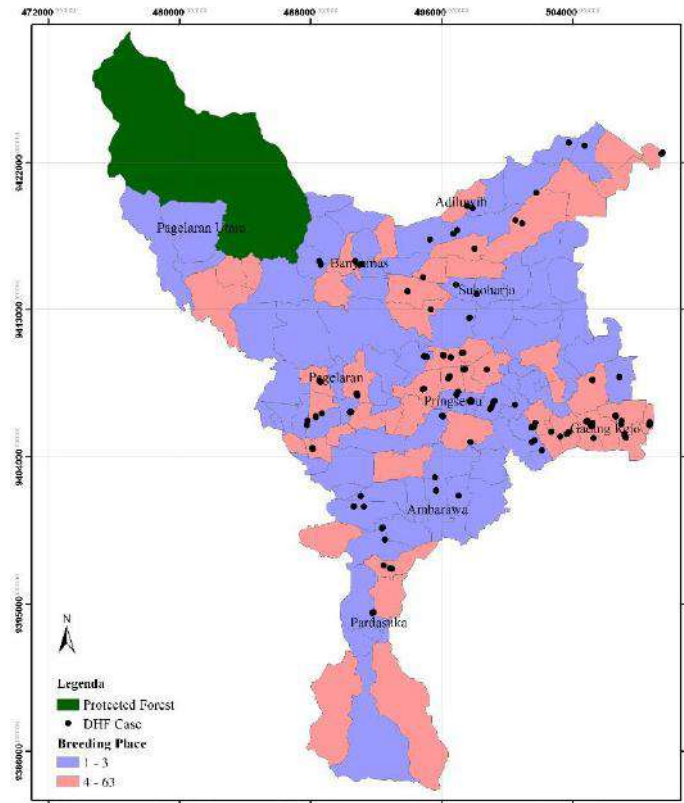 472000
480000
488000
496000
504000
9422000
9413000
9404000
9395000
9386000
Adiluwih
Pagelaran Utara
Banyumas
Sukoharjo
Pagelaran
Pringsewu
Gading Rejo
Ambarawa
Pardasuka
N
Legenda
Protected Forest
DHF Case
Breeding Place
1 - 3
4 - 63